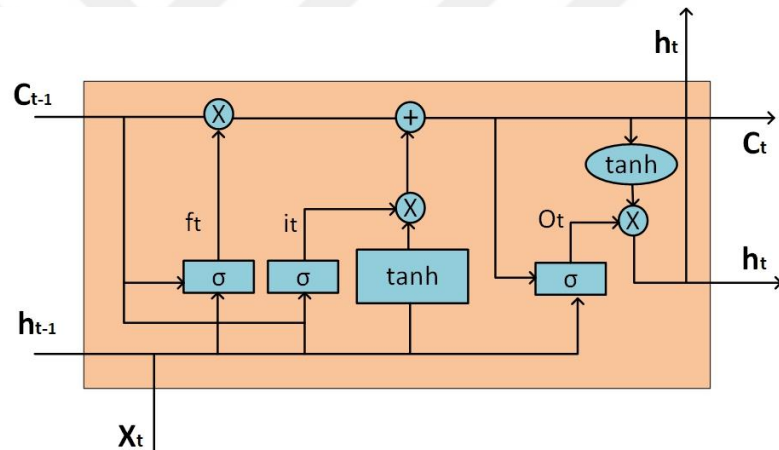 hₜ
Cₜ₋₁
X
+
Cₜ
tanh
fₜ
iₜ
X
Oₜ
X
σ
σ
tanh
σ
hₜ
hₜ₋₁
Xₜ